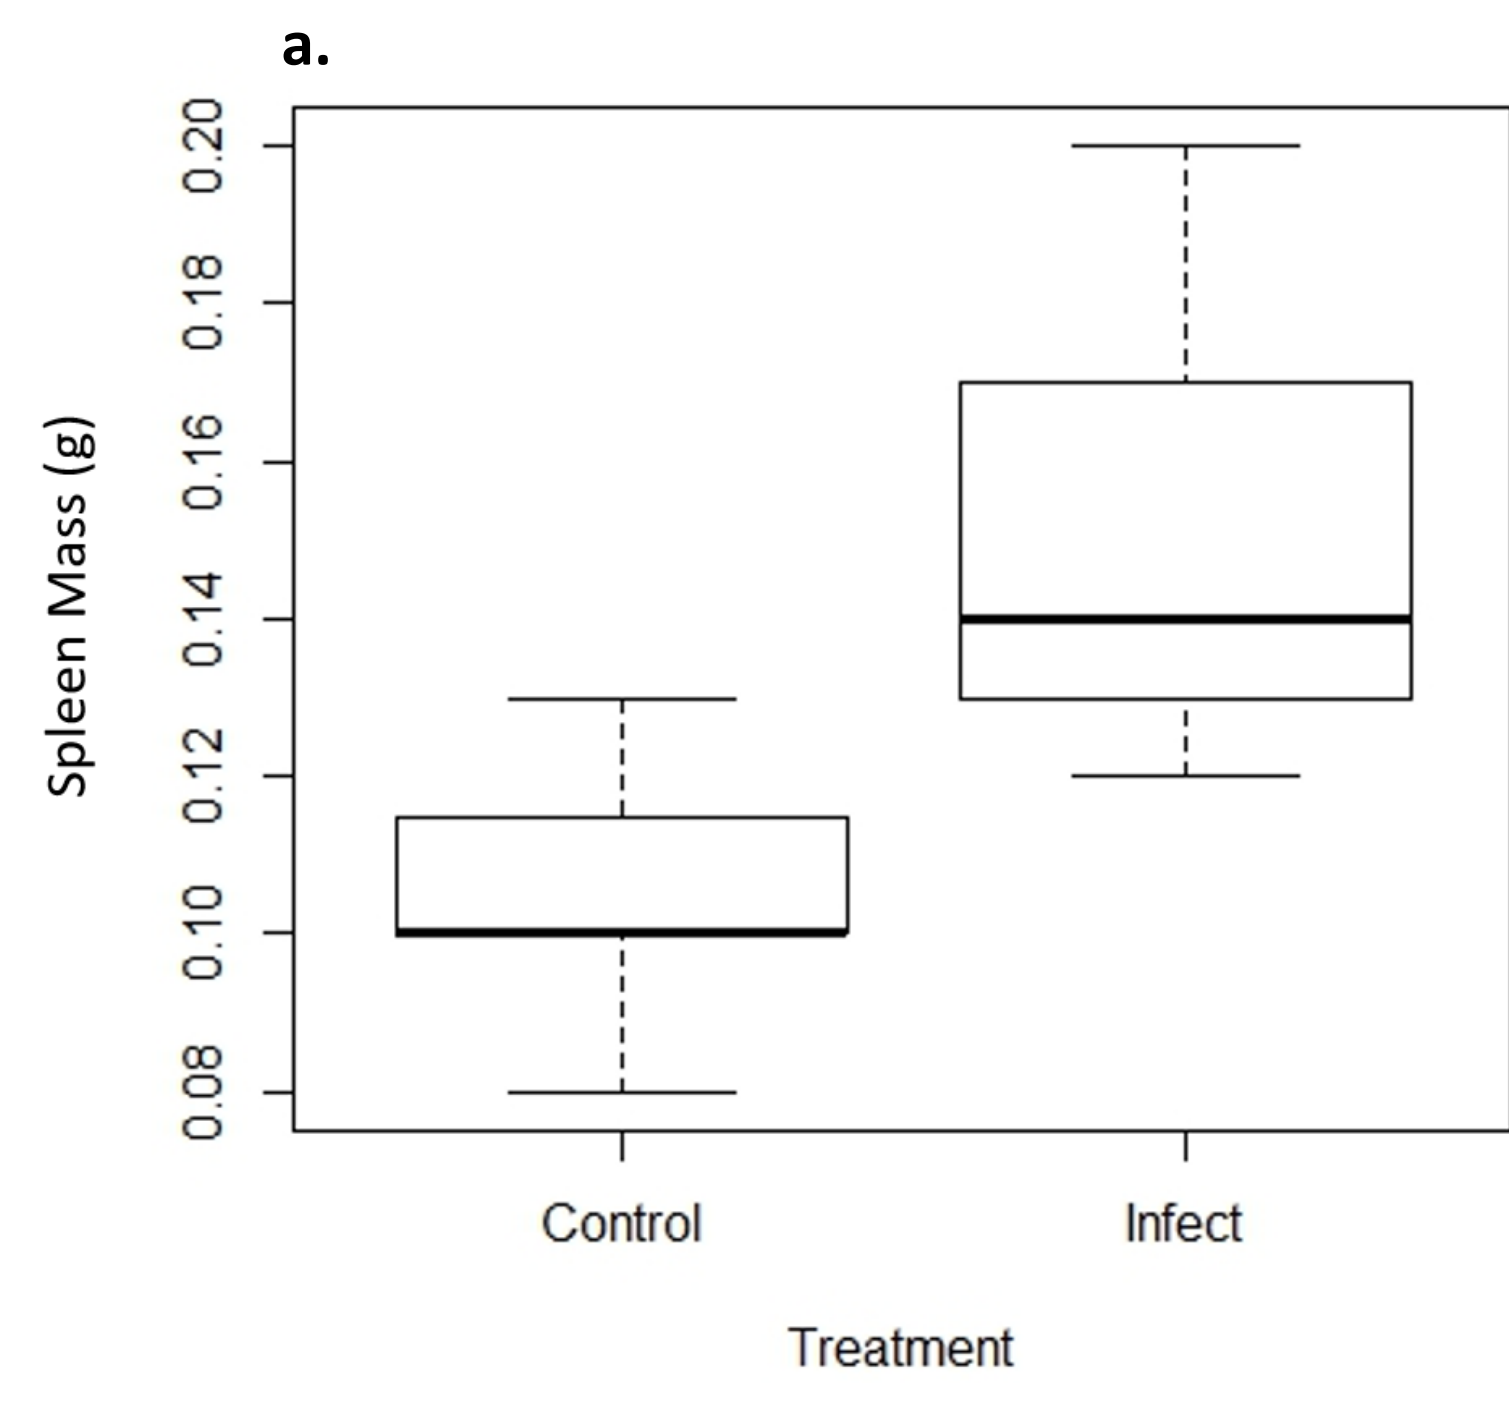 a.
0.20
0.18
0.16
0.14
0.12
0.10
0.08
Spleen Mass (g)
Control
Infect
Treatment